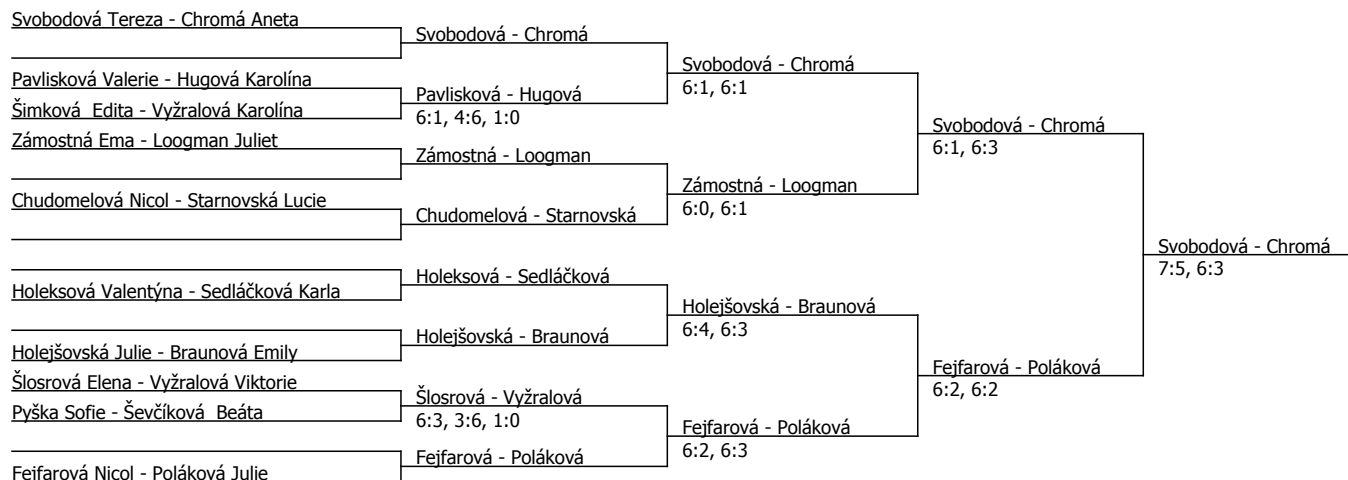 Svobodová Tereza - Chromá Aneta
Pavlisková Valerie - Hugová Karolína
Šimková  Edita - Vyžralová Karolína
Zámostná Ema - Loogman Juliet
Chudomelová Nicol - Starnovská Lucie
Holeksová Valentýna - Sedláčková Karla
Holejšovská Julie - Braunová Emily
Šlosrová Elena - Vyžralová Viktorie
Pyška Sofie - Ševčíková  Beáta
Fejfarová Nicol - Poláková Julie
Svobodová - Chromá
Pavlisková - Hugová
6:1, 4:6, 1:0
Zámostná - Loogman
Chudomelová - Starnovská
Holeksová - Sedláčková
Holejšovská - Braunová
Šlosrová - Vyžralová
6:3, 3:6, 1:0
Fejfarová - Poláková
Svobodová - Chromá
6:1, 6:1
Zámostná - Loogman
6:0, 6:1
Holejšovská - Braunová
6:4, 6:3
Fejfarová - Poláková
6:2, 6:3
Svobodová - Chromá
6:1, 6:3
Fejfarová - Poláková
6:2, 6:2
Svobodová - Chromá
7:5, 6:3